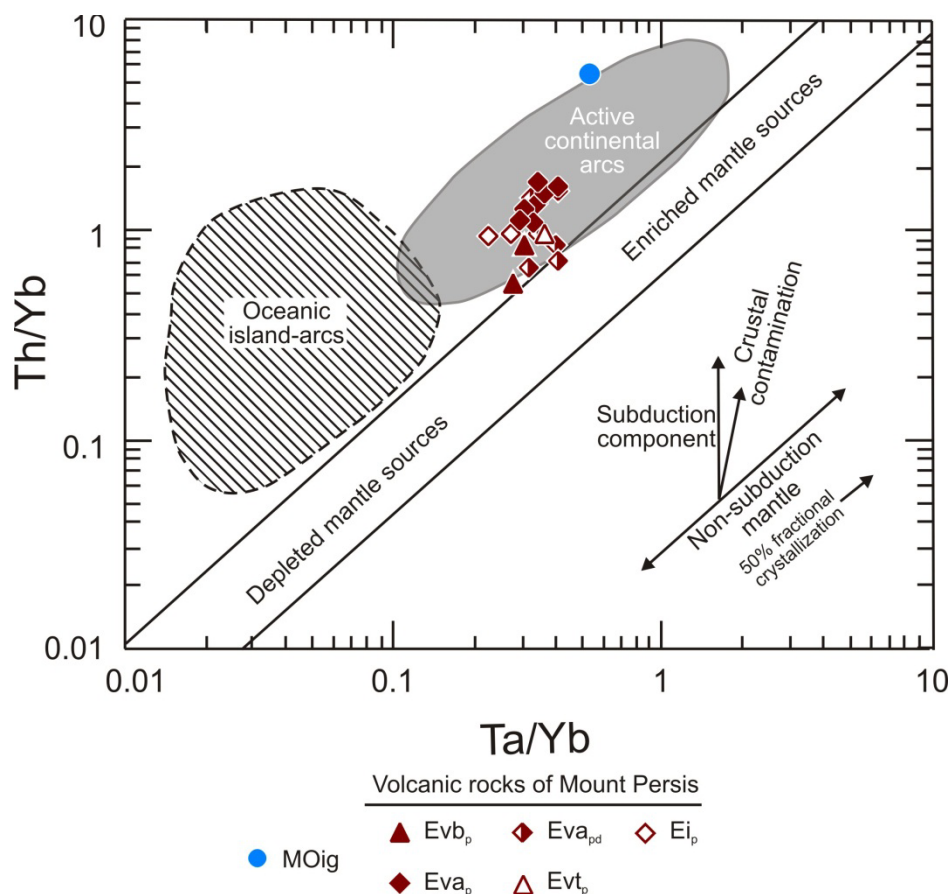 10
1
0.1
0.01
Th/Yb
Active
continental
arcs
Enriched mantle sources
Oceanic
island-arcs
Depleted mantle sources
Crustal
contamination
Subduction
component
Non-subduction
mantle
50% fractional
crystallization
0.01
0.1
1
10
Ta/Yb
Volcanic rocks of Mount Persis
MOig
Evbp
Evapd
Eip
Evap
Evtp